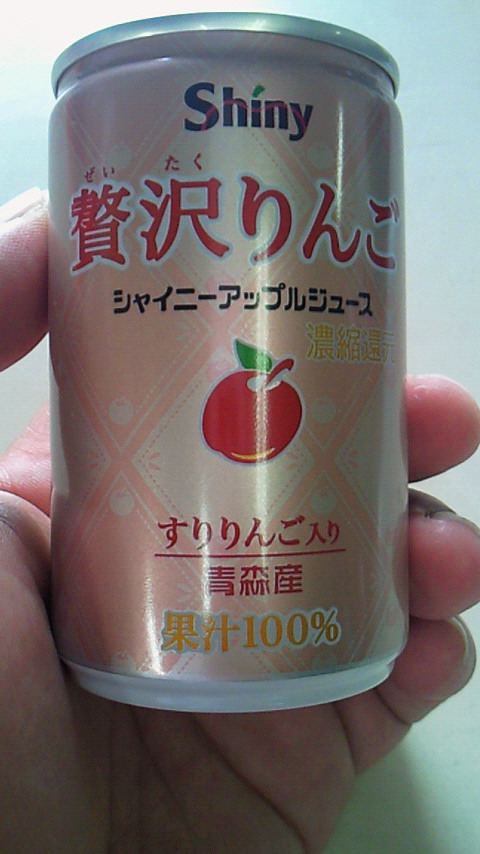 Shiny
ぜいたく
贅沢りんご
シャイニーアップルジュース
濃縮還元
すりりんご入り
青森産
果汁100%